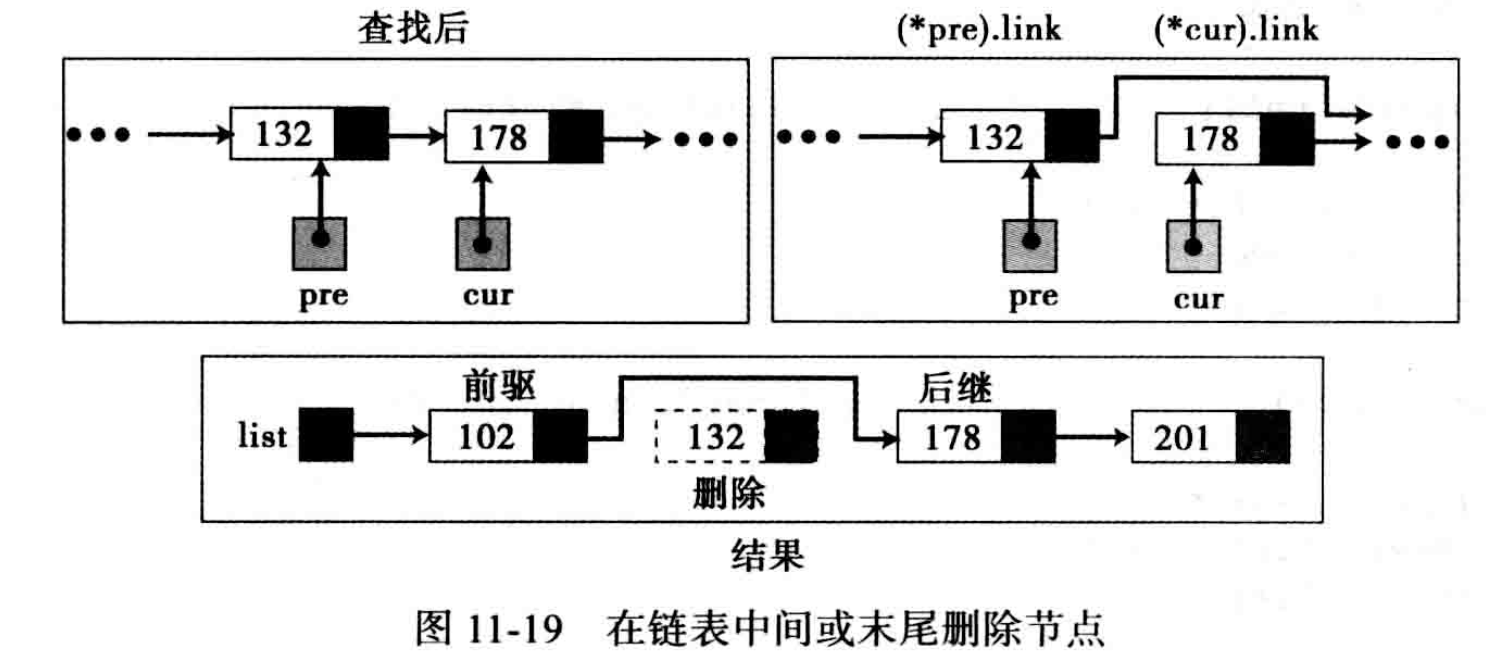 查找后
(*pre).link (*cur).link
••• 132 178 •••
••• 132 178 •••
pre cur
pre cur
前驱 后继
list 102 132 178 201
删除
结果
图 11-19 在链表中间或末尾删除节点